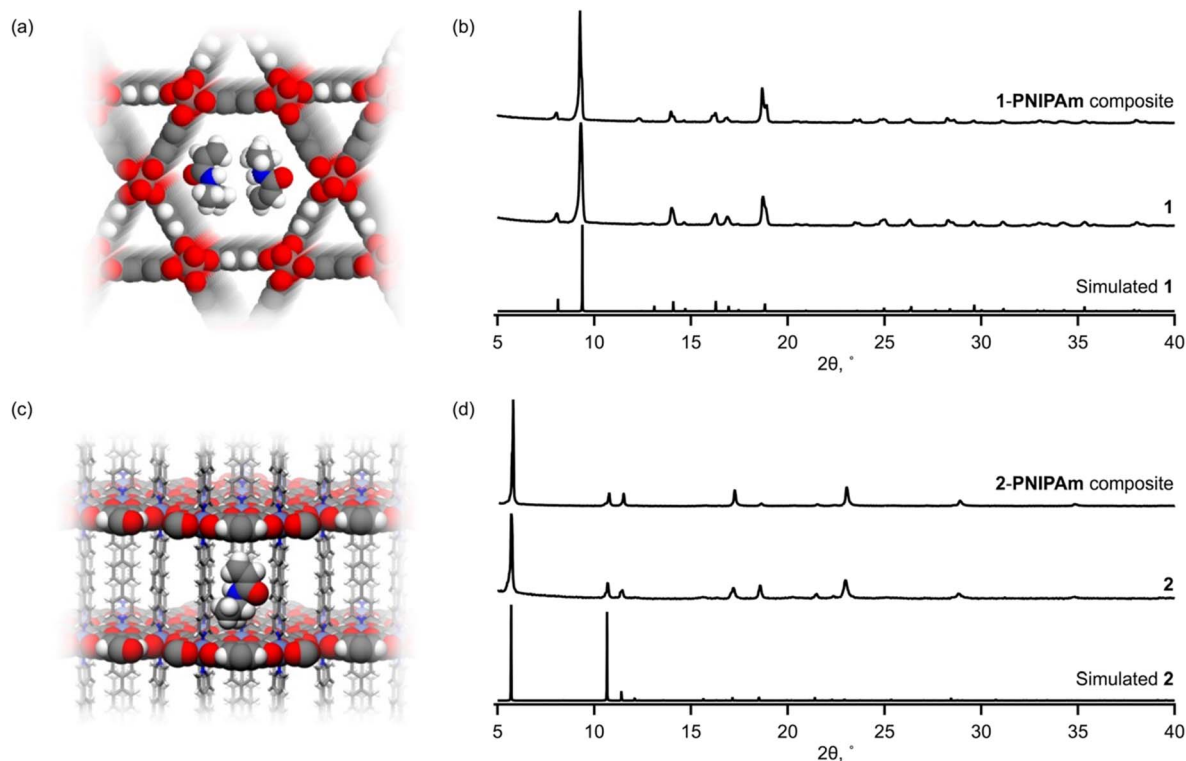 (a)
(b)
1-PNIPAm composite
1
Simulated 1
5 10 15 20 25 30 35 40
2θ, °
(c)
(d)
2-PNIPAm composite
2
Simulated 2
5 10 15 20 25 30 35 40
2θ, °